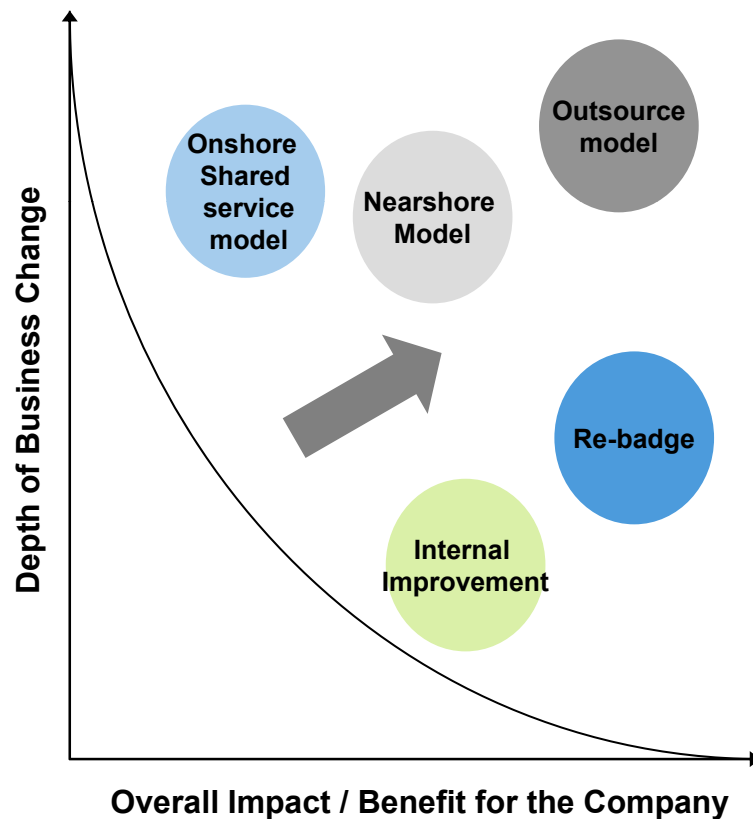 Depth of Business Change
Onshore
Shared
service
model
Nearshore
Model
Outsource
model
Re-badge
Internal
Improvement
Overall Impact / Benefit for the Company